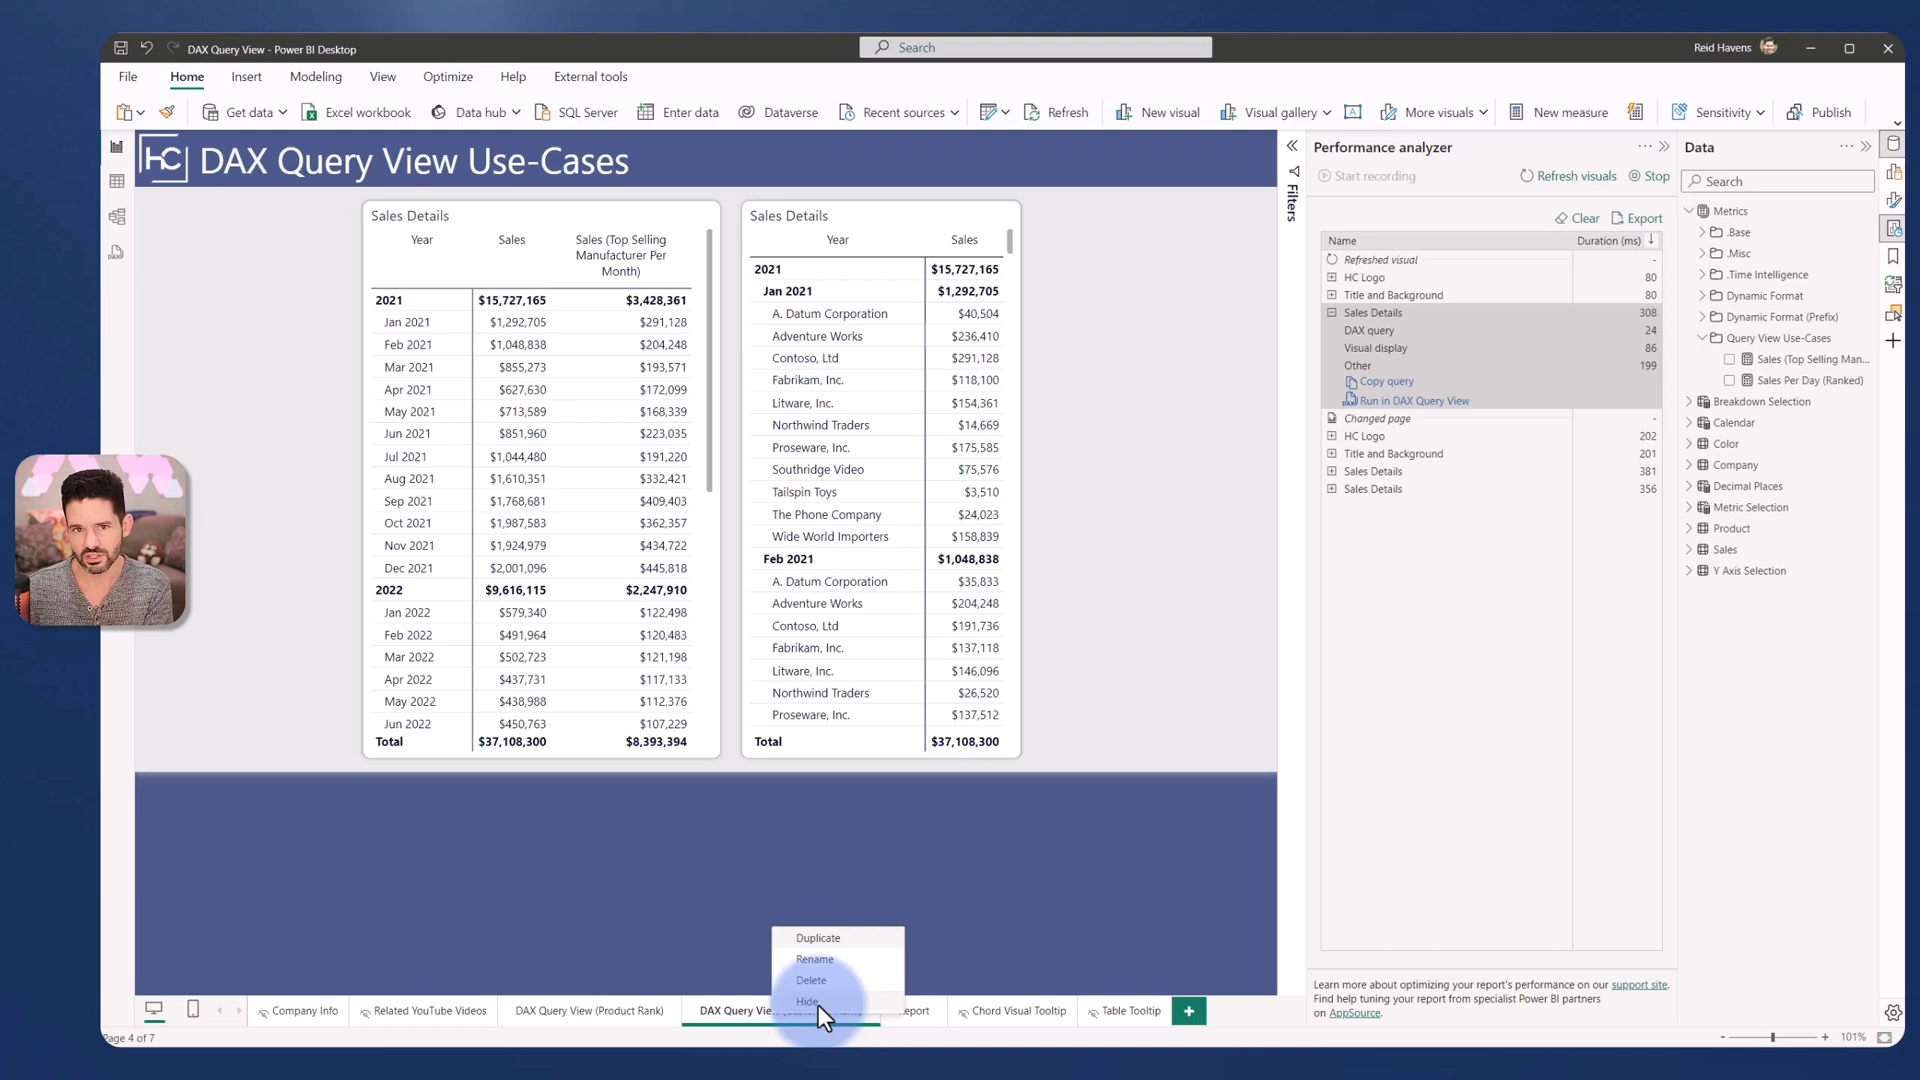 DAX Query View - Power BI Desktop
Search
Reid Havens
File Home Insert Modeling View Optimize Help External tools
Get data Excel workbook Data hub SQL Server Enter data Dataverse Recent sources Refresh New visual Visual gallery More visuals New measure Sensitivity Publish
HC DAX Query View Use-Cases
Sales Details
Year Sales Sales (Top Selling
Manufacturer Per
Month)
2021 $15,727,165 $3,428,361
Jan 2021 $1,292,705 $291,128
Feb 2021 $1,048,838 $204,248
Mar 2021 $855,273 $193,571
Apr 2021 $627,630 $172,099
May 2021 $713,589 $168,339
Jun 2021 $851,960 $223,035
Jul 2021 $1,044,480 $191,220
Aug 2021 $1,610,351 $332,421
Sep 2021 $1,768,681 $409,403
Oct 2021 $1,987,583 $362,357
Nov 2021 $1,924,979 $434,722
Dec 2021 $2,001,096 $445,818
2022 $9,616,115 $2,247,910
Jan 2022 $579,340 $122,498
Feb 2022 $491,964 $120,483
Mar 2022 $502,723 $121,198
Apr 2022 $437,731 $117,133
May 2022 $438,988 $112,376
Jun 2022 $450,763 $107,229
Total $37,108,300 $8,393,394
Sales Details
Year Sales
2021 $15,727,165
Jan 2021 $1,292,705
A. Datum Corporation $40,504
Adventure Works $236,410
Contoso, Ltd $291,128
Fabrikam, Inc. $118,100
Litware, Inc. $154,361
Northwind Traders $14,669
Proseware, Inc. $175,585
Southridge Video $75,576
Tailspin Toys $3,510
The Phone Company $24,023
Wide World Importers $158,839
Feb 2021 $1,048,838
A. Datum Corporation $35,833
Adventure Works $204,248
Contoso, Ltd $191,736
Fabrikam, Inc. $137,118
Litware, Inc. $146,096
Northwind Traders $26,520
Proseware, Inc. $137,512
Total $37,108,300
Filters
Performance analyzer
Start recording Refresh visuals Stop
Clear Export
Name Duration (ms)
Refreshed visual -
HC Logo 80
Title and Background 80
Sales Details 308
DAX query 24
Visual display 86
Other 199
Copy query
Run in DAX Query View
Changed page -
HC Logo 202
Title and Background 201
Sales Details 381
Sales Details 356
Learn more about optimizing your report's performance on our support site.
Find help tuning your report from specialist Power BI partners
on AppSource.
Data
Search
Metrics
.Base
.Misc
.Time Intelligence
Dynamic Format
Dynamic Format (Prefix)
Query View Use-Cases
Sales (Top Selling Man...
Sales Per Day (Ranked)
Breakdown Selection
Calendar
Color
Company
Decimal Places
Metric Selection
Product
Sales
Y Axis Selection
Duplicate
Rename
Delete
Hide
Company Info Related YouTube Videos DAX Query View (Product Rank) DAX Query View Chord Visual Tooltip Table Tooltip
Page 4 of 7
101%